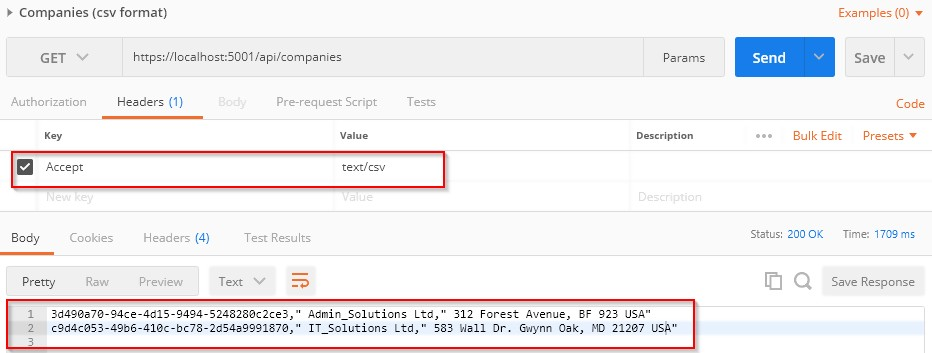 Companies (csv format)
Examples (0)
GET
https://localhost:5001/api/companies
Params
Send
Save
Authorization
Headers (1)
Body
Pre-request Script
Tests
Code
Key
Value
Description
Bulk Edit
Presets
Accept
text/csv
New key
Value
Description
Body
Cookies
Headers (4)
Test Results
Status: 200 OK
Time: 1709 ms
Pretty
Raw
Preview
Text
Save Response
1 3d490a70-94ce-4d15-9494-5248280c2ce3," Admin_Solutions Ltd," 312 Forest Avenue, BF 923 USA"
2 c9d4c053-49b6-410c-bc78-2d54a9991870," IT_Solutions Ltd," 583 Wall Dr. Gwynn Oak, MD 21207 USA"
3